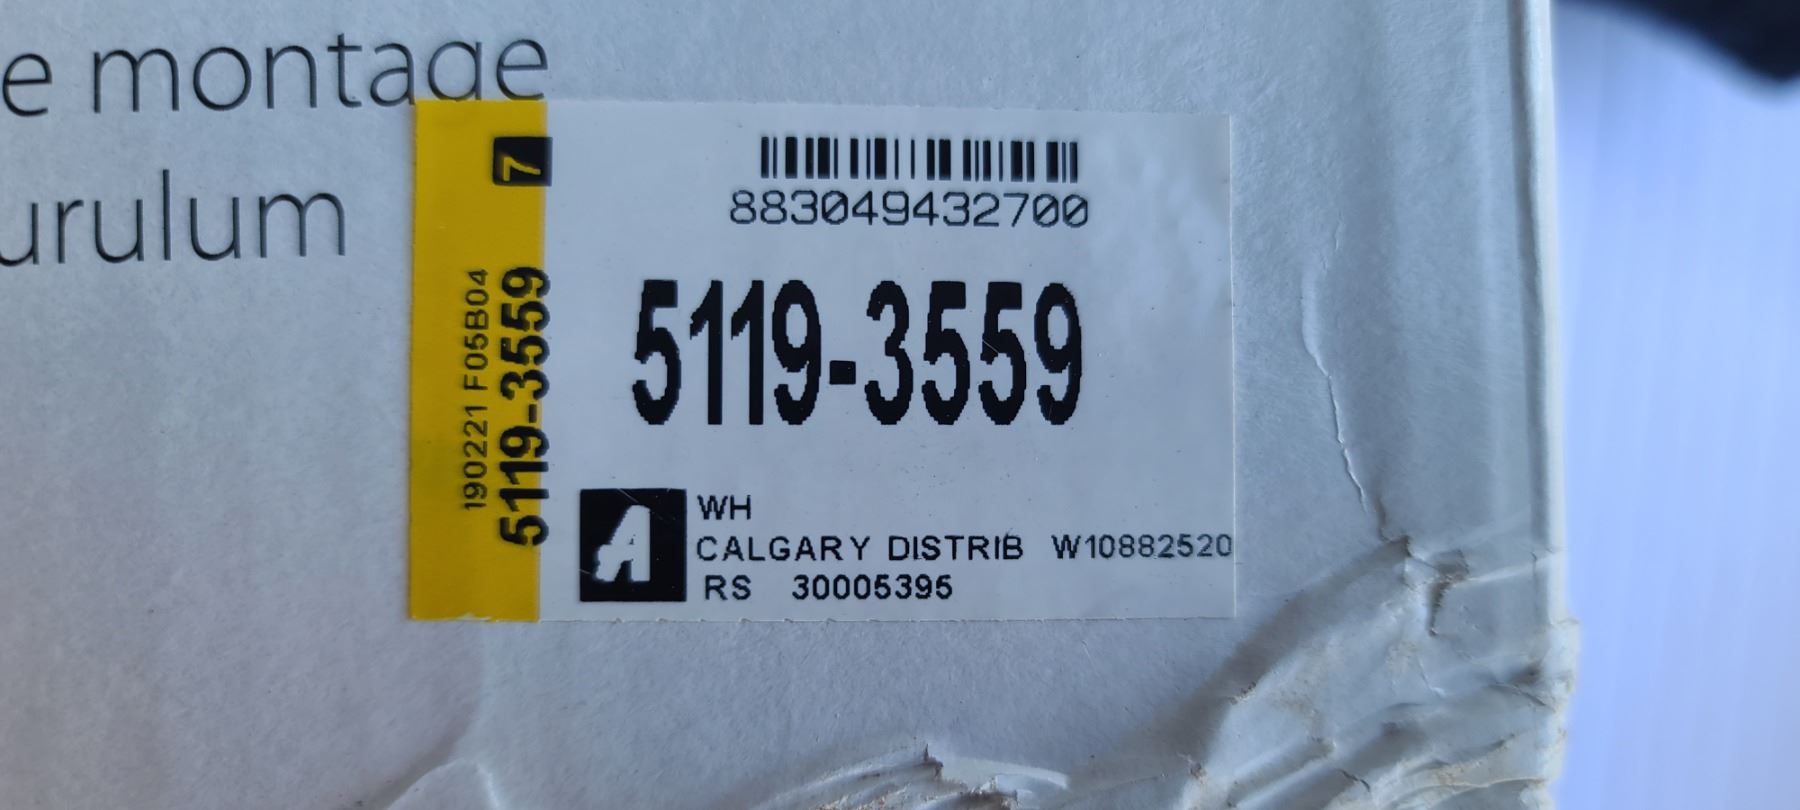 e montage
urulum
7
190221 F05B04
5119-3559
883049432700
5119-3559
A
WH
CALGARY DISTRIB W10882520
RS 30005395